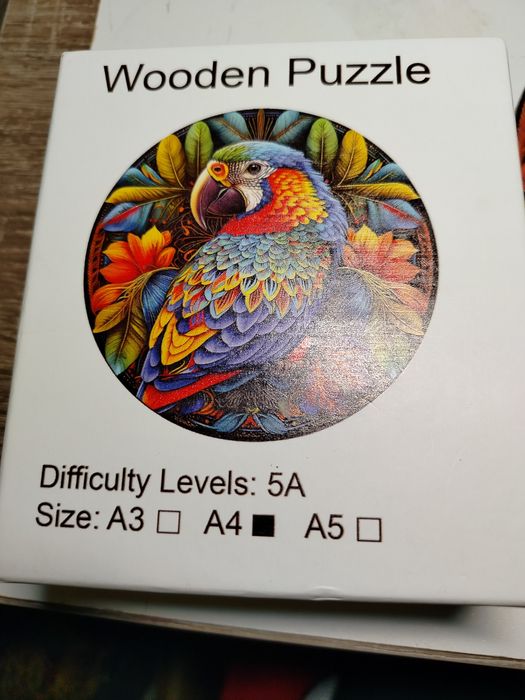 Wooden Puzzle
Difficulty Levels: 5A
Size: A3 □ A4 ■ A5 □